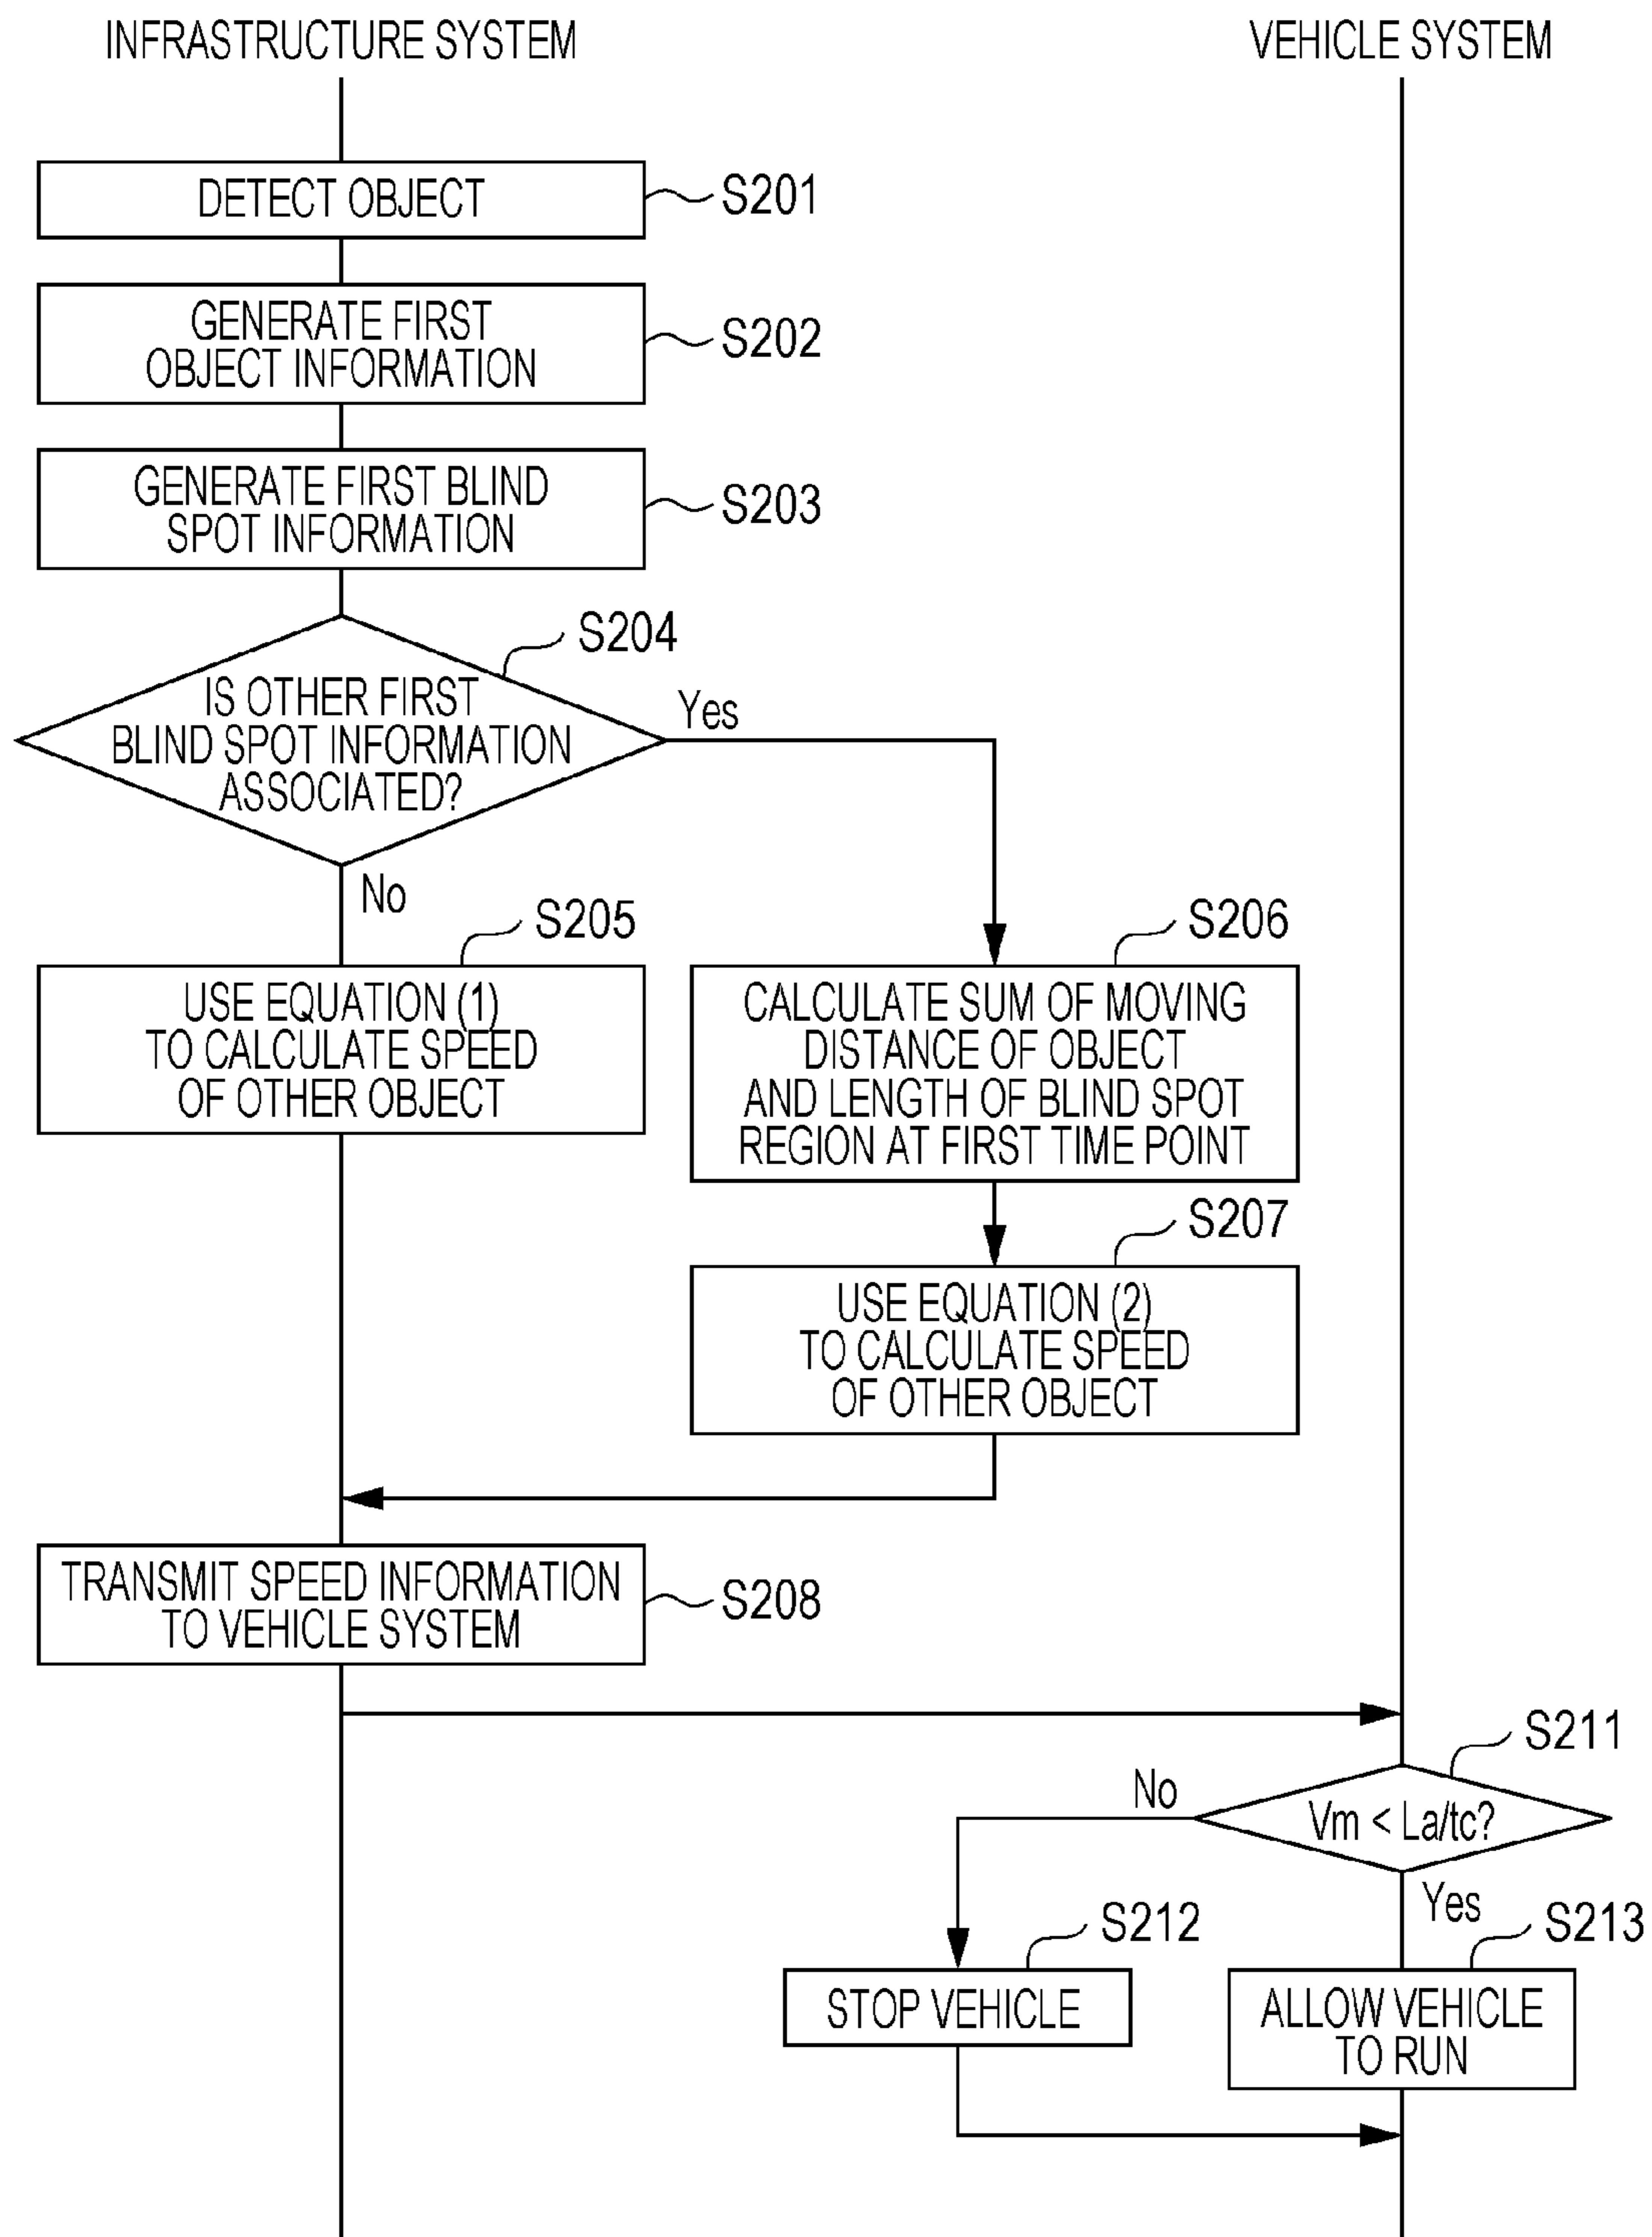 INFRASTRUCTURE SYSTEM
VEHICLE SYSTEM
DETECT OBJECT
S201
GENERATE FIRST
OBJECT INFORMATION
S202
GENERATE FIRST BLIND
SPOT INFORMATION
S203
S204
IS OTHER FIRST
BLIND SPOT INFORMATION
ASSOCIATED?
Yes
No
S205
USE EQUATION (1)
TO CALCULATE SPEED
OF OTHER OBJECT
S206
CALCULATE SUM OF MOVING
DISTANCE OF OBJECT
AND LENGTH OF BLIND SPOT
REGION AT FIRST TIME POINT
S207
USE EQUATION (2)
TO CALCULATE SPEED
OF OTHER OBJECT
TRANSMIT SPEED INFORMATION
TO VEHICLE SYSTEM
S208
S211
No
Vm < La/tc?
Yes
S212
STOP VEHICLE
S213
ALLOW VEHICLE
TO RUN